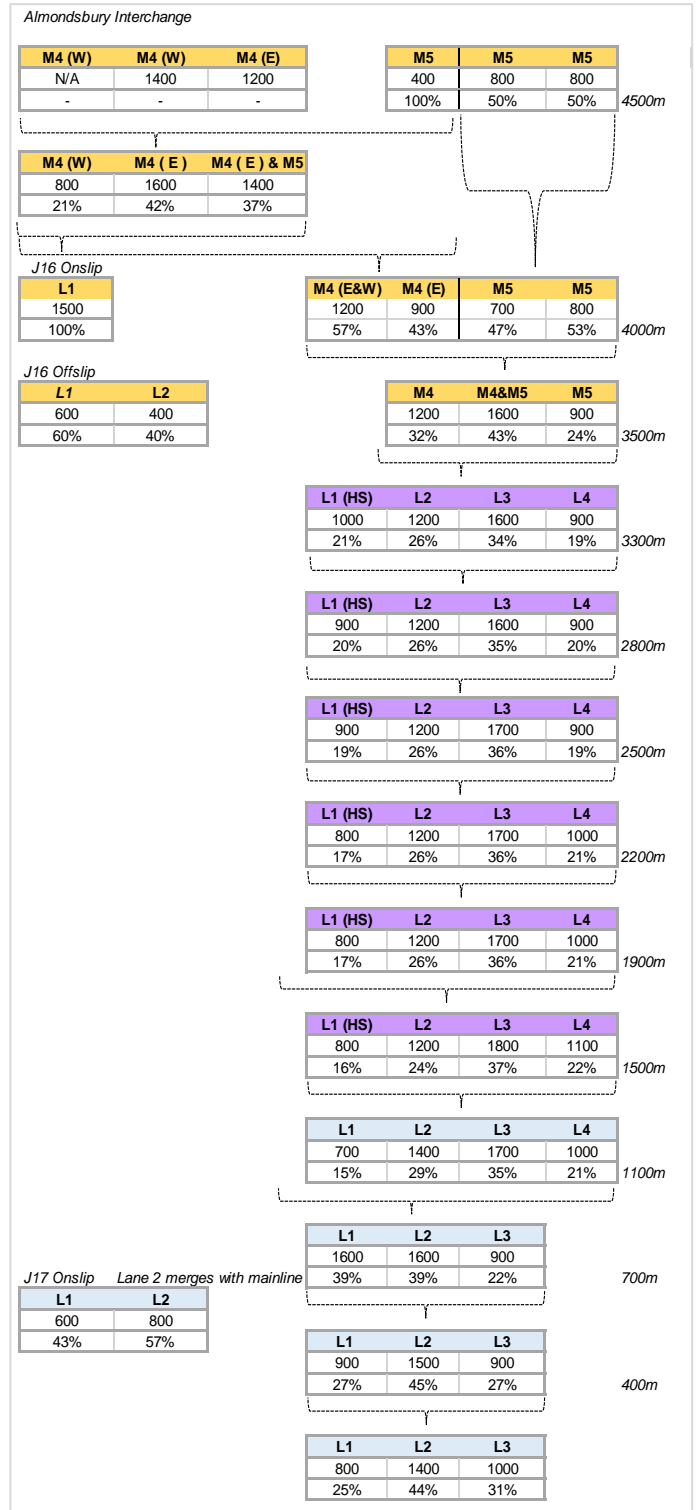 Almondsbury Interchange
M4 (W) M4 (W) M4 (E) M5 M5 M5
N/A 1400 1200 400 800 800
- - - 100% 50% 50% 4500m
M4 (W) M4 ( E ) M4 ( E ) & M5
800 1600 1400
21% 42% 37%
J16 Onslip
L1 M4 (E&W) M4 (E) M5 M5
1500 1200 900 700 800
100% 57% 43% 47% 53% 4000m
J16 Offslip
L1 L2 M4 M4&M5 M5
600 400 1200 1600 900
60% 40% 32% 43% 24% 3500m
L1 (HS) L2 L3 L4
1000 1200 1600 900
21% 26% 34% 19% 3300m
L1 (HS) L2 L3 L4
900 1200 1600 900
20% 26% 35% 20% 2800m
L1 (HS) L2 L3 L4
900 1200 1700 900
19% 26% 36% 19% 2500m
L1 (HS) L2 L3 L4
800 1200 1700 1000
17% 26% 36% 21% 2200m
L1 (HS) L2 L3 L4
800 1200 1700 1000
17% 26% 36% 21% 1900m
L1 (HS) L2 L3 L4
800 1200 1800 1100
16% 24% 37% 22% 1500m
L1 L2 L3 L4
700 1400 1700 1000
15% 29% 35% 21% 1100m
L1 L2 L3
1600 1600 900
J17 Onslip Lane 2 merges with mainline 39% 39% 22% 700m
L1 L2
600 800
43% 57%
L1 L2 L3
900 1500 900
27% 45% 27% 400m
L1 L2 L3
800 1400 1000
25% 44% 31%